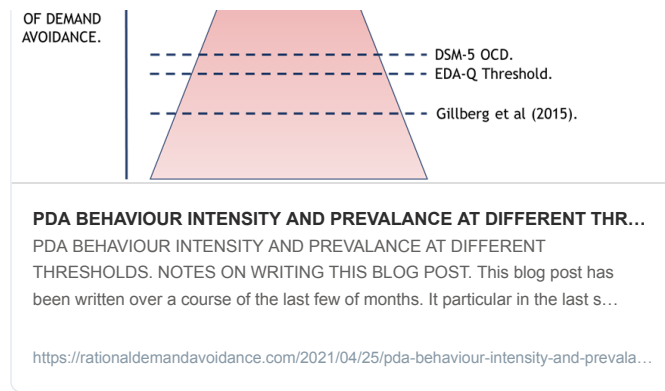 OF DEMAND
AVOIDANCE.
DSM-5 OCD.
EDA-Q Threshold.
Gillberg et al (2015).
PDA BEHAVIOUR INTENSITY AND PREVALANCE AT DIFFERENT THR…
PDA BEHAVIOUR INTENSITY AND PREVALANCE AT DIFFERENT
THRESHOLDS. NOTES ON WRITING THIS BLOG POST. This blog post has
been written over a course of the last few of months. It particular in the last s…
https://rationaldemandavoidance.com/2021/04/25/pda-behaviour-intensity-and-prevala…